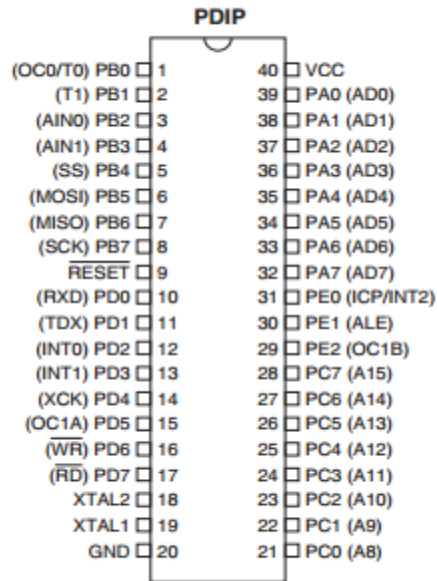 PDIP
(OC0/T0) PB0 1 40 VCC
(T1) PB1 2 39 PA0 (AD0)
(AIN0) PB2 3 38 PA1 (AD1)
(AIN1) PB3 4 37 PA2 (AD2)
(SS) PB4 5 36 PA3 (AD3)
(MOSI) PB5 6 35 PA4 (AD4)
(MISO) PB6 7 34 PA5 (AD5)
(SCK) PB7 8 33 PA6 (AD6)
RESET 9 32 PA7 (AD7)
(RXD) PD0 10 31 PE0 (ICP/INT2)
(TDX) PD1 11 30 PE1 (ALE)
(INT0) PD2 12 29 PE2 (OC1B)
(INT1) PD3 13 28 PC7 (A15)
(XCK) PD4 14 27 PC6 (A14)
(OC1A) PD5 15 26 PC5 (A13)
(WR) PD6 16 25 PC4 (A12)
(RD) PD7 17 24 PC3 (A11)
XTAL2 18 23 PC2 (A10)
XTAL1 19 22 PC1 (A9)
GND 20 21 PC0 (A8)